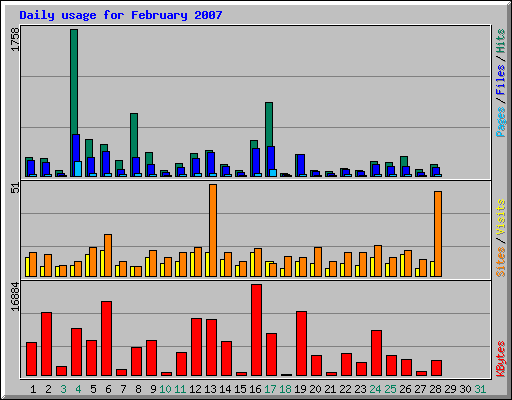 Daily usage for February 2007
1758
Pages / Files / Hits
51
Sites / Visits
16884
KBytes
1 2 3 4 5 6 7 8 9 10 11 12 13 14 15 16 17 18 19 20 21 22 23 24 25 26 27 28 29 30 31